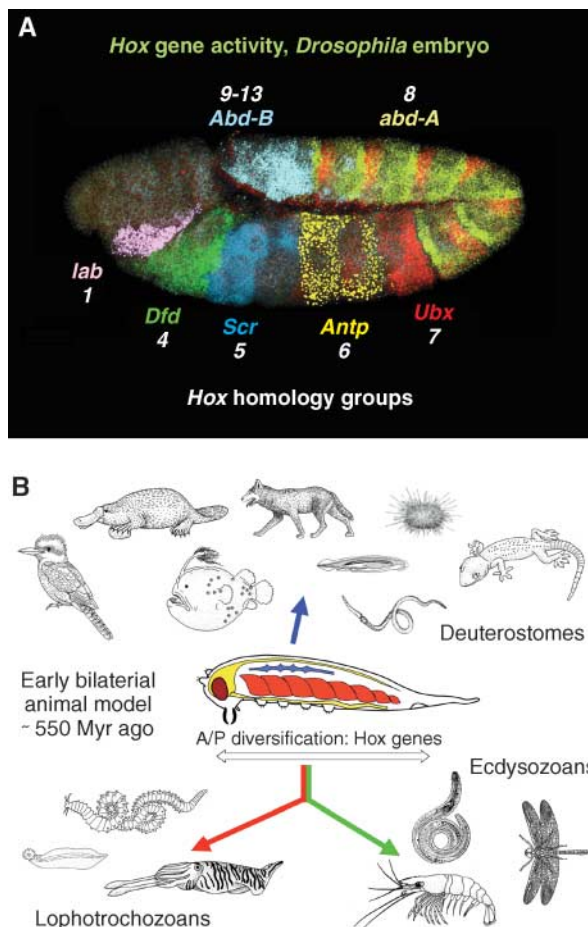 A
Hox gene activity, Drosophila embryo
9-13
Abd-B
8
abd-A
lab
1
Dfd
4
Scr
5
Antp
6
Ubx
7
Hox homology groups
B
Deuterostomes
Early bilaterial
animal model
~ 550 Myr ago
A/P diversification: Hox genes
Ecdysozoans
Lophotrochozoans